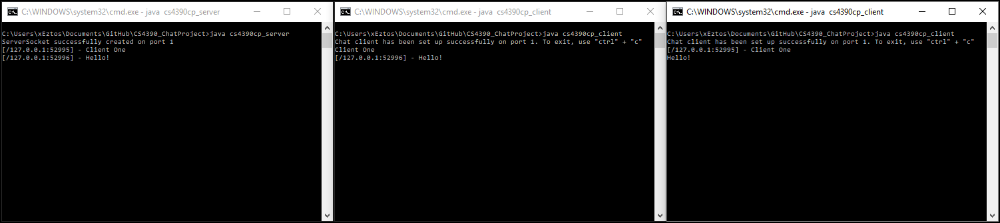 C:\WINDOWS\system32\cmd.exe - java  cs4390cp_server
C:\Users\xEztos\Documents\GitHub\CS4390_ChatProject>java cs4390cp_server
ServerSocket successfully created on port 1
[/127.0.0.1:52995] - Client One
[/127.0.0.1:52996] - Hello!
C:\WINDOWS\system32\cmd.exe - java  cs4390cp_client
C:\Users\xEztos\Documents\GitHub\CS4390_ChatProject>java cs4390cp_client
Chat client has been set up successfully on port 1. To exit, use "ctrl" + "c"
Client One
[/127.0.0.1:52996] - Hello!
C:\WINDOWS\system32\cmd.exe - java  cs4390cp_client
C:\Users\xEztos\Documents\GitHub\CS4390_ChatProject>java cs4390cp_client
Chat client has been set up successfully on port 1. To exit, use "ctrl" + "c"
[/127.0.0.1:52995] - Client One
Hello!